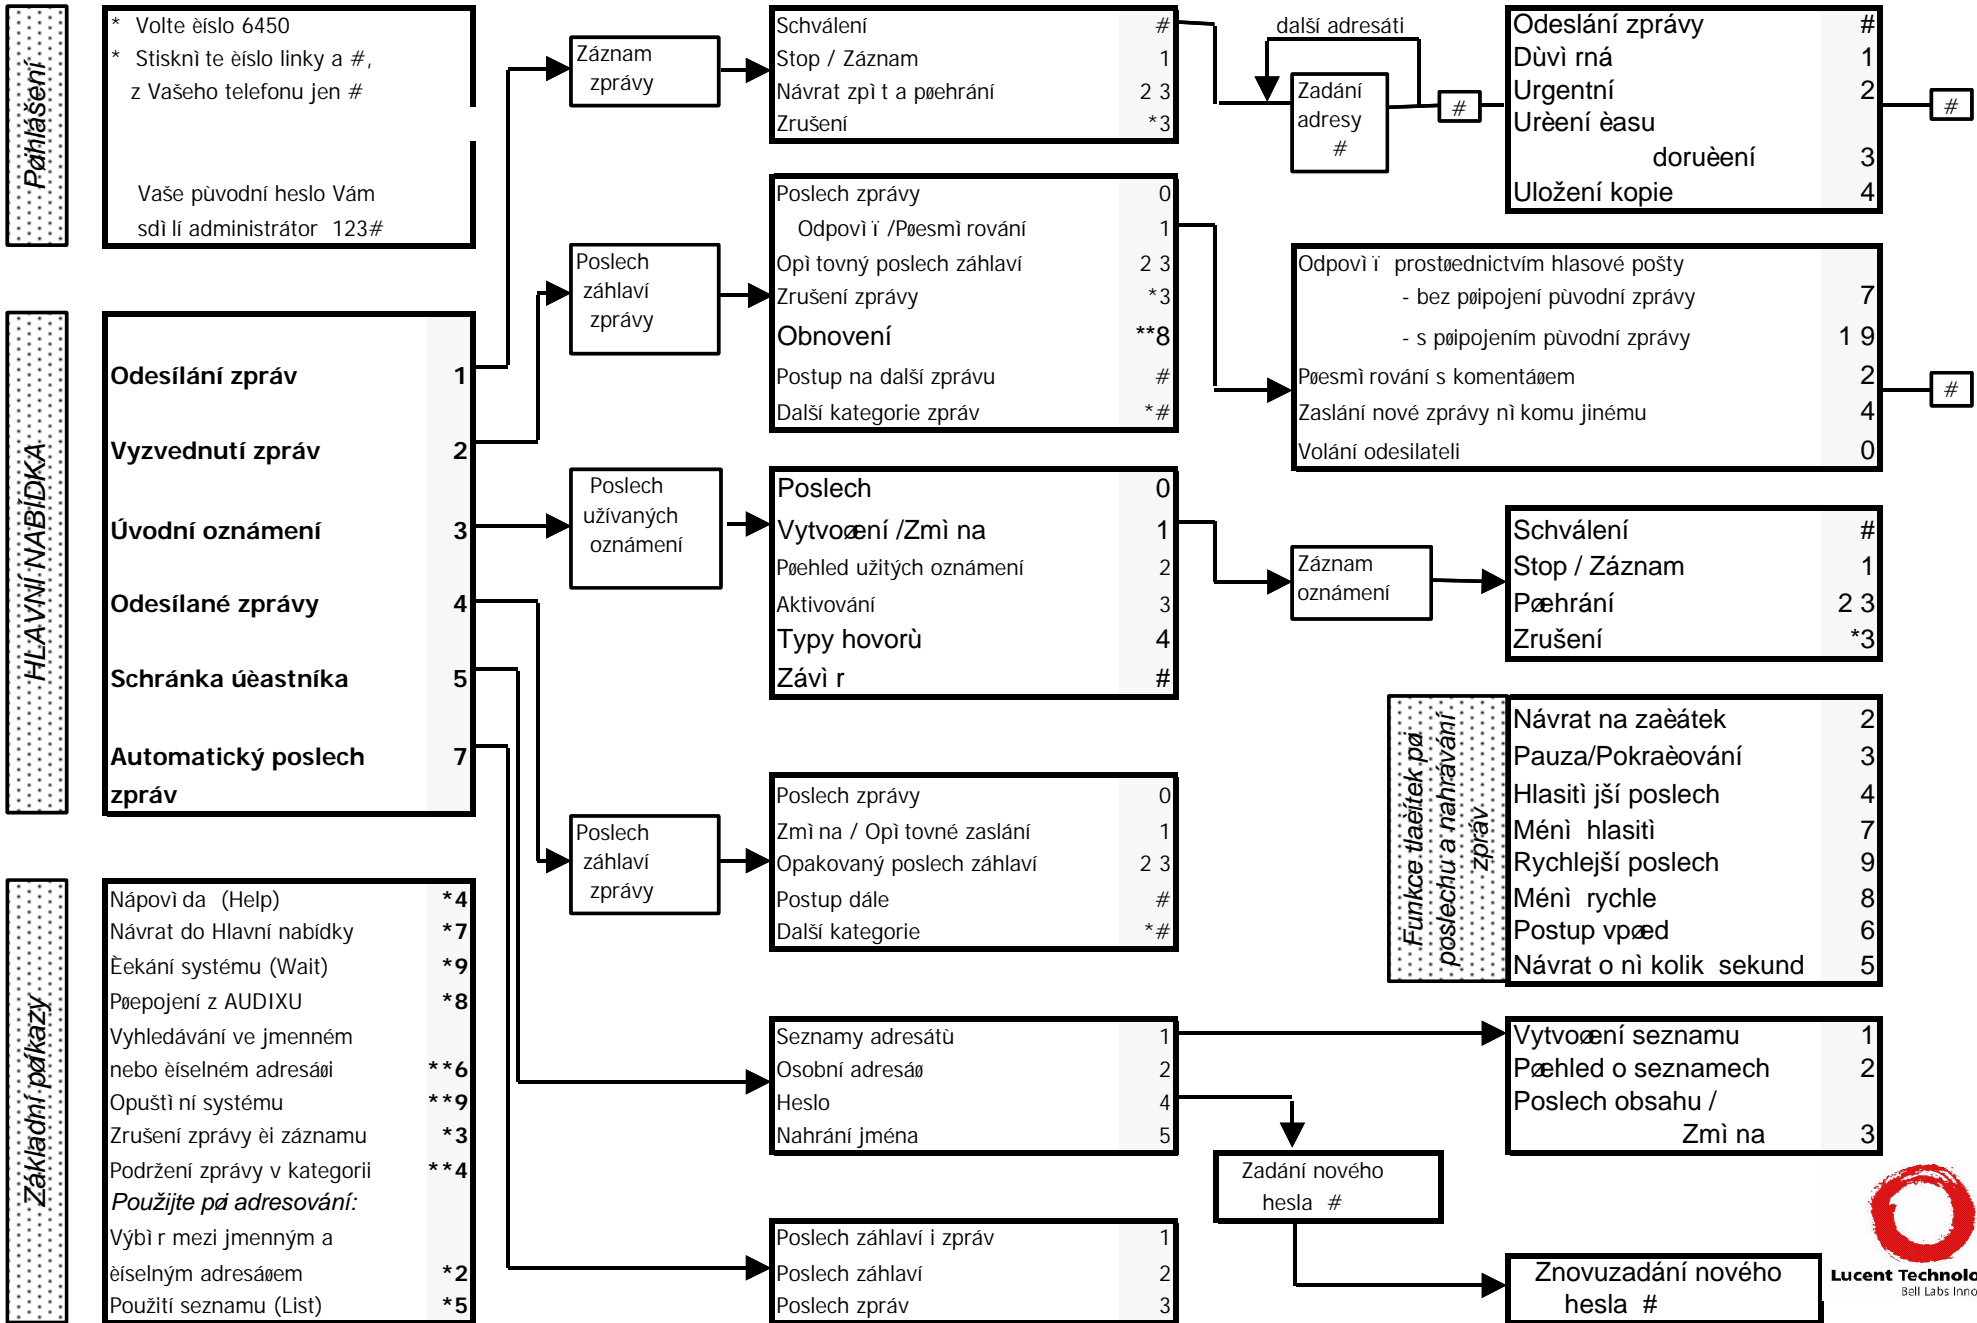 Pøihlášení
* Volte èíslo 6450
* Stisknì te èíslo linky a #,
z Vašeho telefonu jen #
Vaše pùvodní heslo Vám
sdì lí administrátor 123#
HLAVNÍ NABÍDKA
Odesílání zpráv 1
Vyzvednutí zpráv 2
Úvodní oznámení 3
Odesílané zprávy 4
Schránka úèastníka 5
Automatický poslech 7
zpráv
Základní pøíkazy
Nápovì da (Help) *4
Návrat do Hlavní nabídky *7
Èekání systému (Wait) *9
Pøepojení z AUDIXU *8
Vyhledávání ve jmenném
nebo èíselném adresáøi **6
Opuštì ní systému **9
Zrušení zprávy èi záznamu *3
Podržení zprávy v kategorii **4
Použijte pøi adresování:
Výbì r mezi jmenným a
èíselným adresáøem *2
Použití seznamu (List) *5
Záznam
zprávy
Schválení #
Stop / Záznam 1
Návrat zpì t a pøehrání 2 3
Zrušení *3
další adresáti
Zadání
adresy
#
#
Odeslání zprávy #
Dùvì rná 1
Urgentní 2
Urèení èasu
doruèení 3
Uložení kopie 4
#
Poslech
záhlaví
zprávy
Poslech zprávy 0
Odpovì ï /Pøesmì rování 1
Opì tovný poslech záhlaví 2 3
Zrušení zprávy *3
Obnovení **8
Postup na další zprávu #
Další kategorie zpráv *#
Odpovì ï prostøednictvím hlasové pošty
- bez pøipojení pùvodní zprávy 7
- s pøipojením pùvodní zprávy 1 9
Pøesmì rování s komentáøem 2
Zaslání nové zprávy nì komu jinému 4
Volání odesilateli 0
#
Poslech
užívaných
oznámení
Poslech 0
Vytvoøení /Zmì na 1
Pøehled užitých oznámení 2
Aktivování 3
Typy hovorù 4
Závì r #
Záznam
oznámení
Schválení #
Stop / Záznam 1
Pøehrání 2 3
Zrušení *3
Funkce tlaèítek pøi
poslechu a nahrávání
zpráv
Návrat na zaèátek 2
Pauza/Pokraèování 3
Hlasitì jší poslech 4
Ménì hlasitì 7
Rychlejší poslech 9
Ménì rychle 8
Postup vpøed 6
Návrat o nì kolik sekund 5
Poslech
záhlaví
zprávy
Poslech zprávy 0
Zmì na / Opì tovné zaslání 1
Opakovaný poslech záhlaví 2 3
Postup dále #
Další kategorie *#
Seznamy adresátù 1
Osobní adresáø 2
Heslo 4
Nahrání jména 5
Vytvoøení seznamu 1
Pøehled o seznamech 2
Poslech obsahu /
Zmì na 3
Zadání nového
hesla #
Znovuzadání nového
hesla #
Poslech záhlaví i zpráv 1
Poslech záhlaví 2
Poslech zpráv 3
Lucent Technolo
Bell Labs Inno